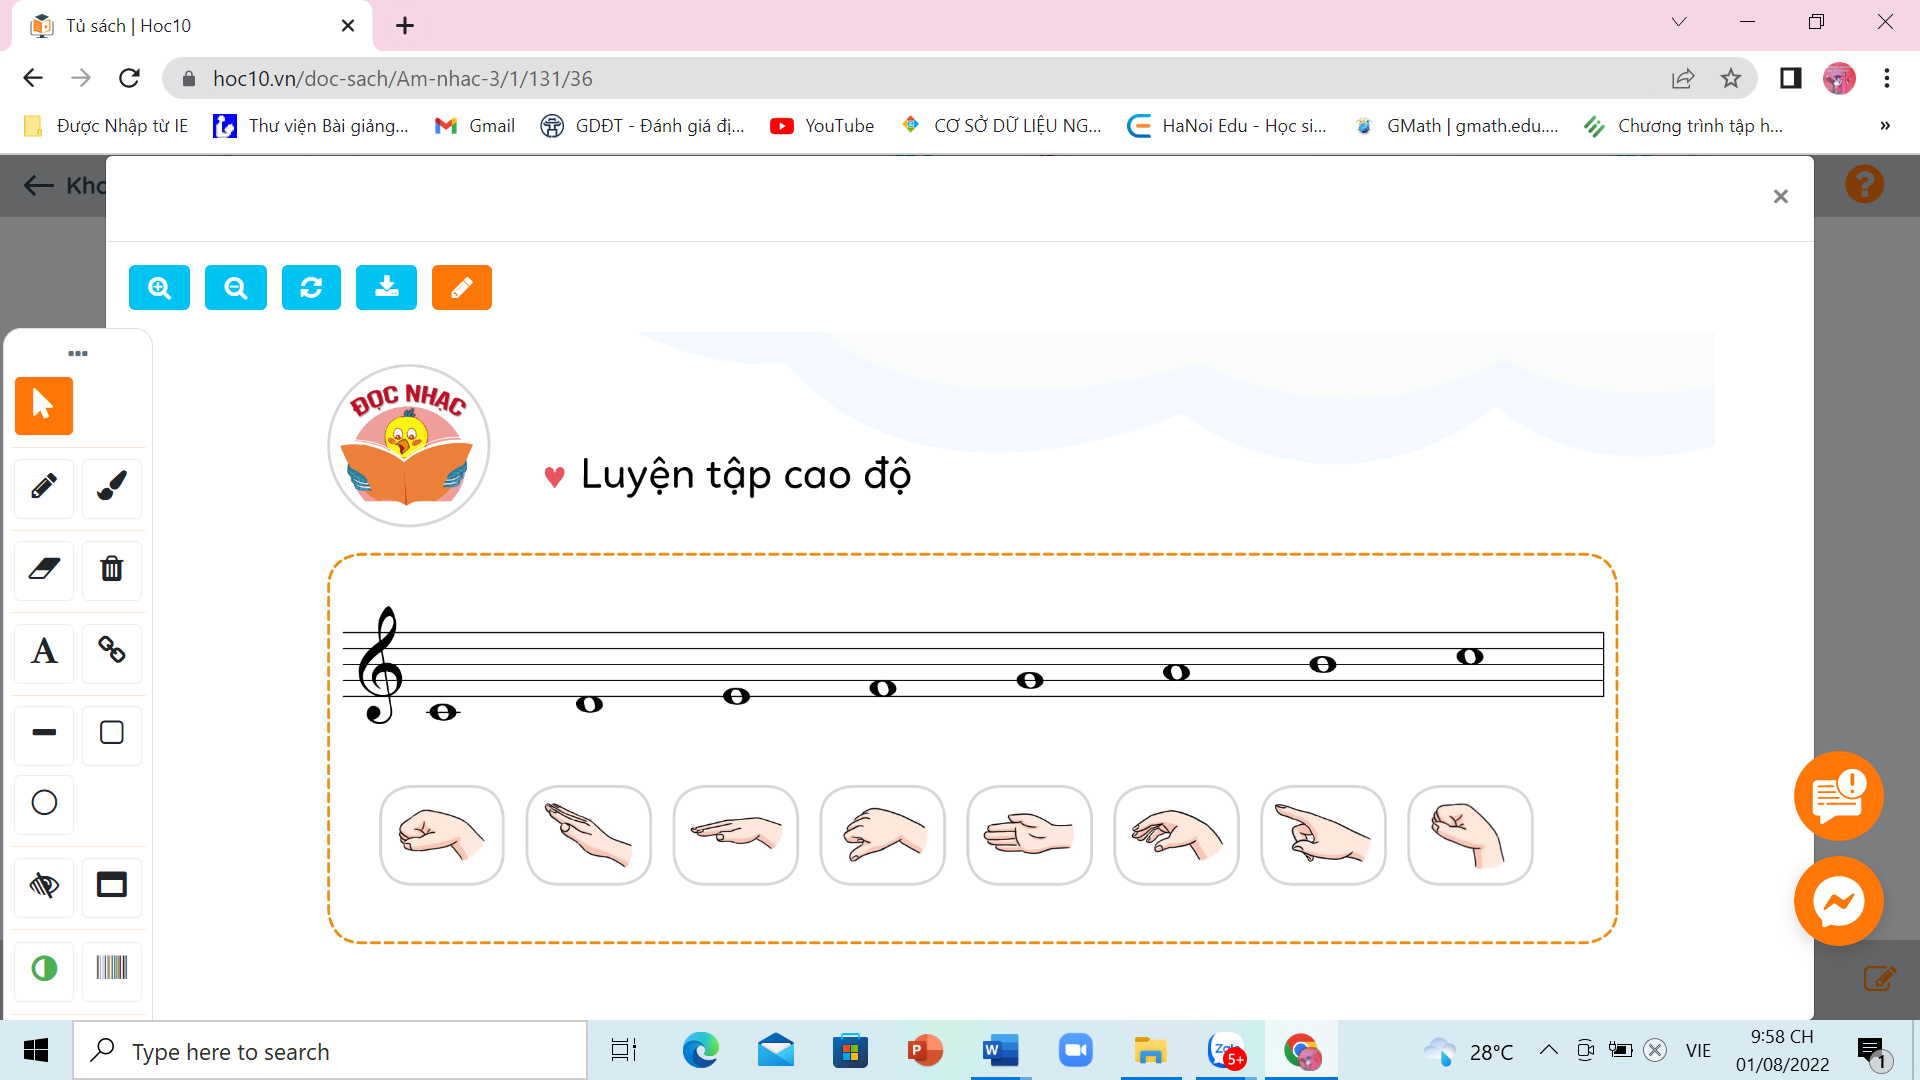 Tủ sách | Hoc10
hoc10.vn/doc-sach/Am-nhac-3/1/131/36
Được Nhập từ IE
Thư viện Bài giảng...
Gmail
GDĐT - Đánh giá đị...
YouTube
CƠ SỞ DỮ LIỆU NG...
HaNoi Edu - Học si...
GMath | gmath.edu....
Chương trình tập h...
»
Kho
ĐỌC NHẠC
Luyện tập cao độ
A
Type here to search
5+
28°C
VIE
9:58 CH
01/08/2022
1